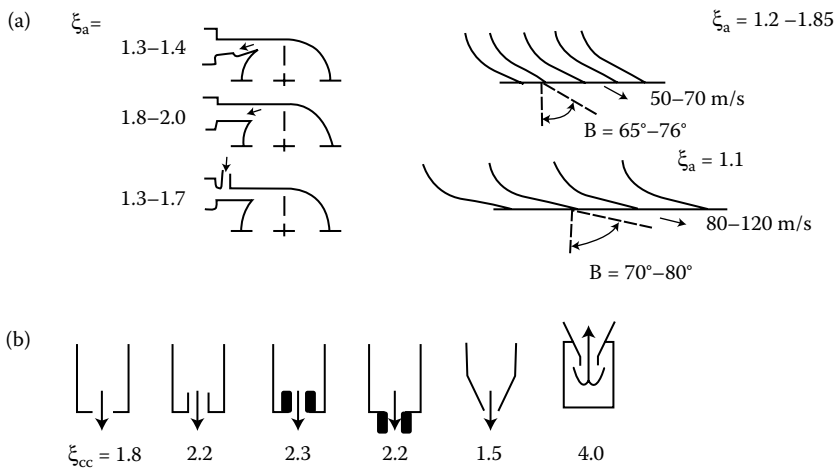 (a)
ξₐ=
1.3–1.4
1.8–2.0
1.3–1.7
ξₐ = 1.2 –1.85
50–70 m/s
B = 65°–76°
ξₐ = 1.1
80–120 m/s
B = 70°–80°
(b)
ξcc = 1.8 2.2 2.3 2.2 1.5 4.0